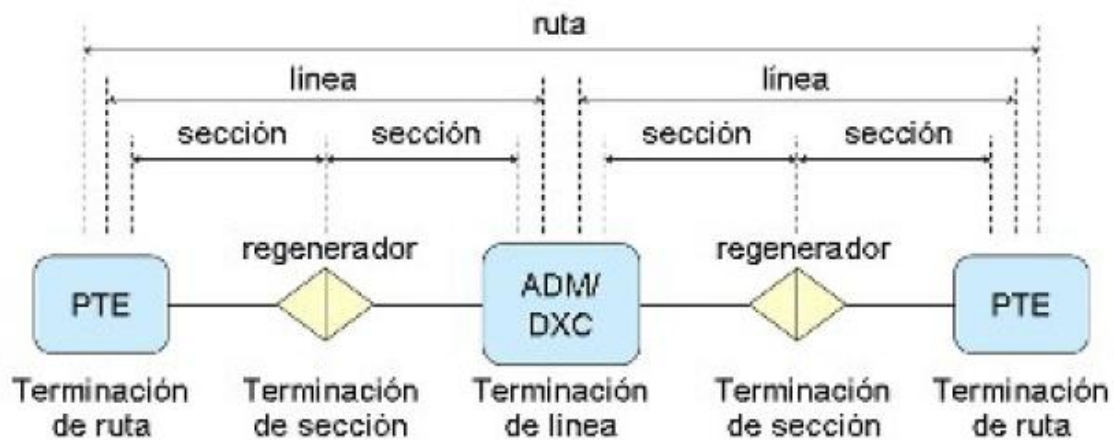 ruta
línea línea
sección sección sección sección
regenerador regenerador
PTE ADM/ DXC PTE
Terminación de ruta Terminación de sección Terminación de línea Terminación de sección Terminación de ruta